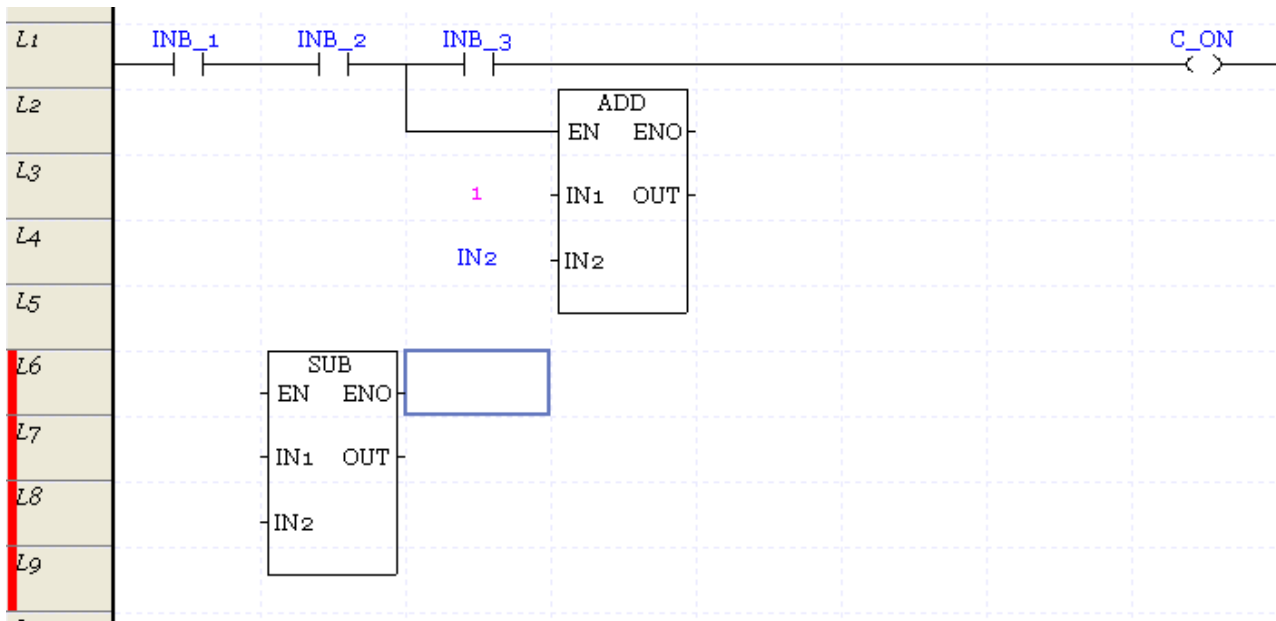 L1 INB_1 INB_2 INB_3 C_ON
L2 ADD
EN ENO
L3 1 IN1 OUT
L4 IN2 IN2
L5
L6 SUB
EN ENO
L7 IN1 OUT
L8 IN2
L9